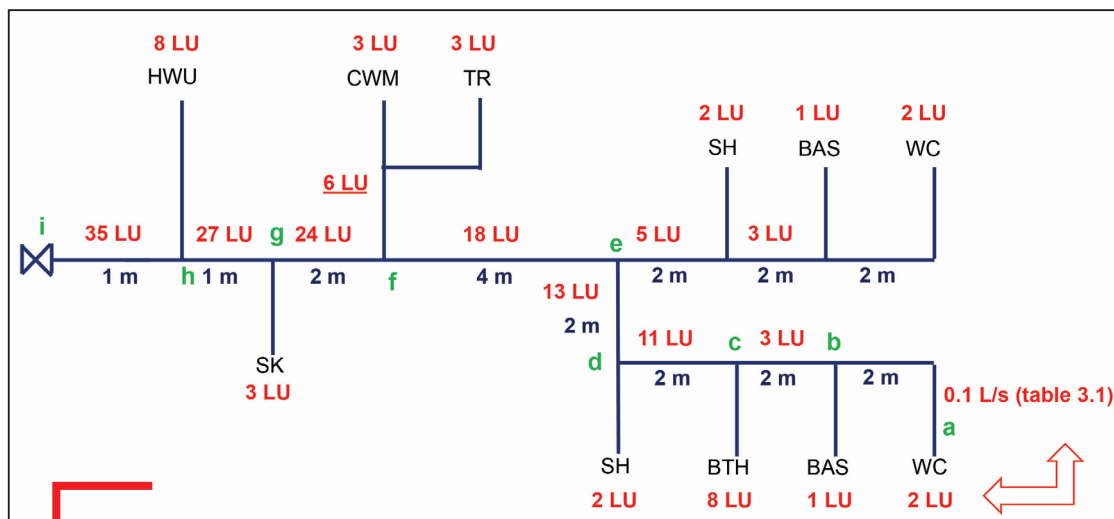 8 LU
HWU
3 LU
CWM
3 LU
TR
2 LU
SH
1 LU
BAS
2 LU
WC
6 LU
i
35 LU
27 LU
g
24 LU
18 LU
e
5 LU
3 LU
1 m
h
1 m
2 m
f
4 m
2 m
2 m
2 m
13 LU
2 m
SK
3 LU
d
11 LU
c
3 LU
b
2 m
2 m
2 m
0.1 L/s (table 3.1)
a
SH
BTH
BAS
WC
2 LU
8 LU
1 LU
2 LU